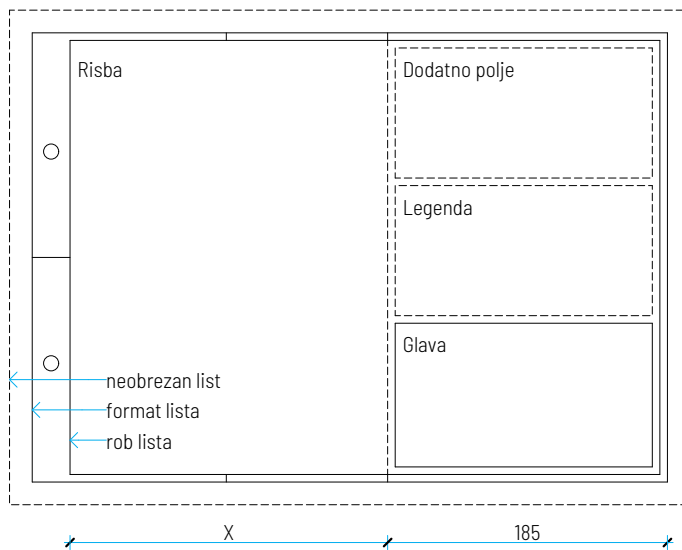 Risba
Dodatno polje
Legenda
Glava
neobrezan list
format lista
rob lista
X
185